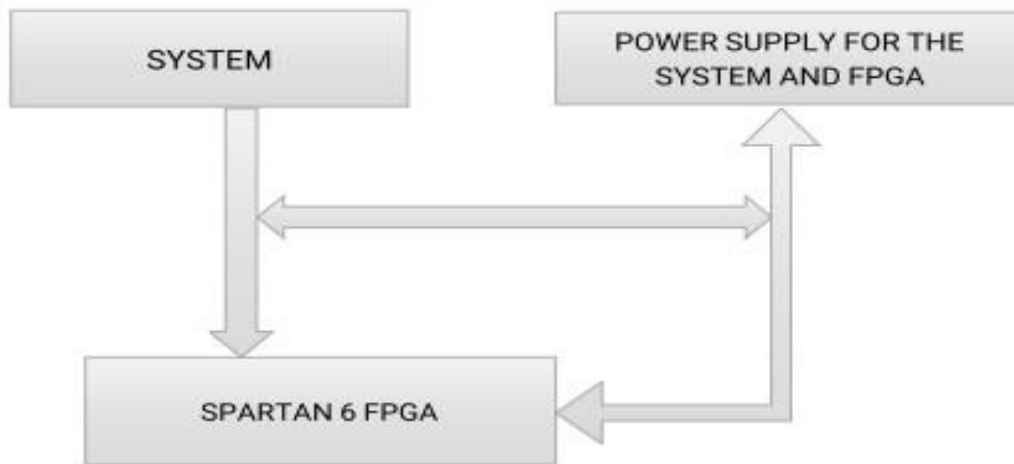 SYSTEM
POWER SUPPLY FOR THE
SYSTEM AND FPGA
SPARTAN 6 FPGA